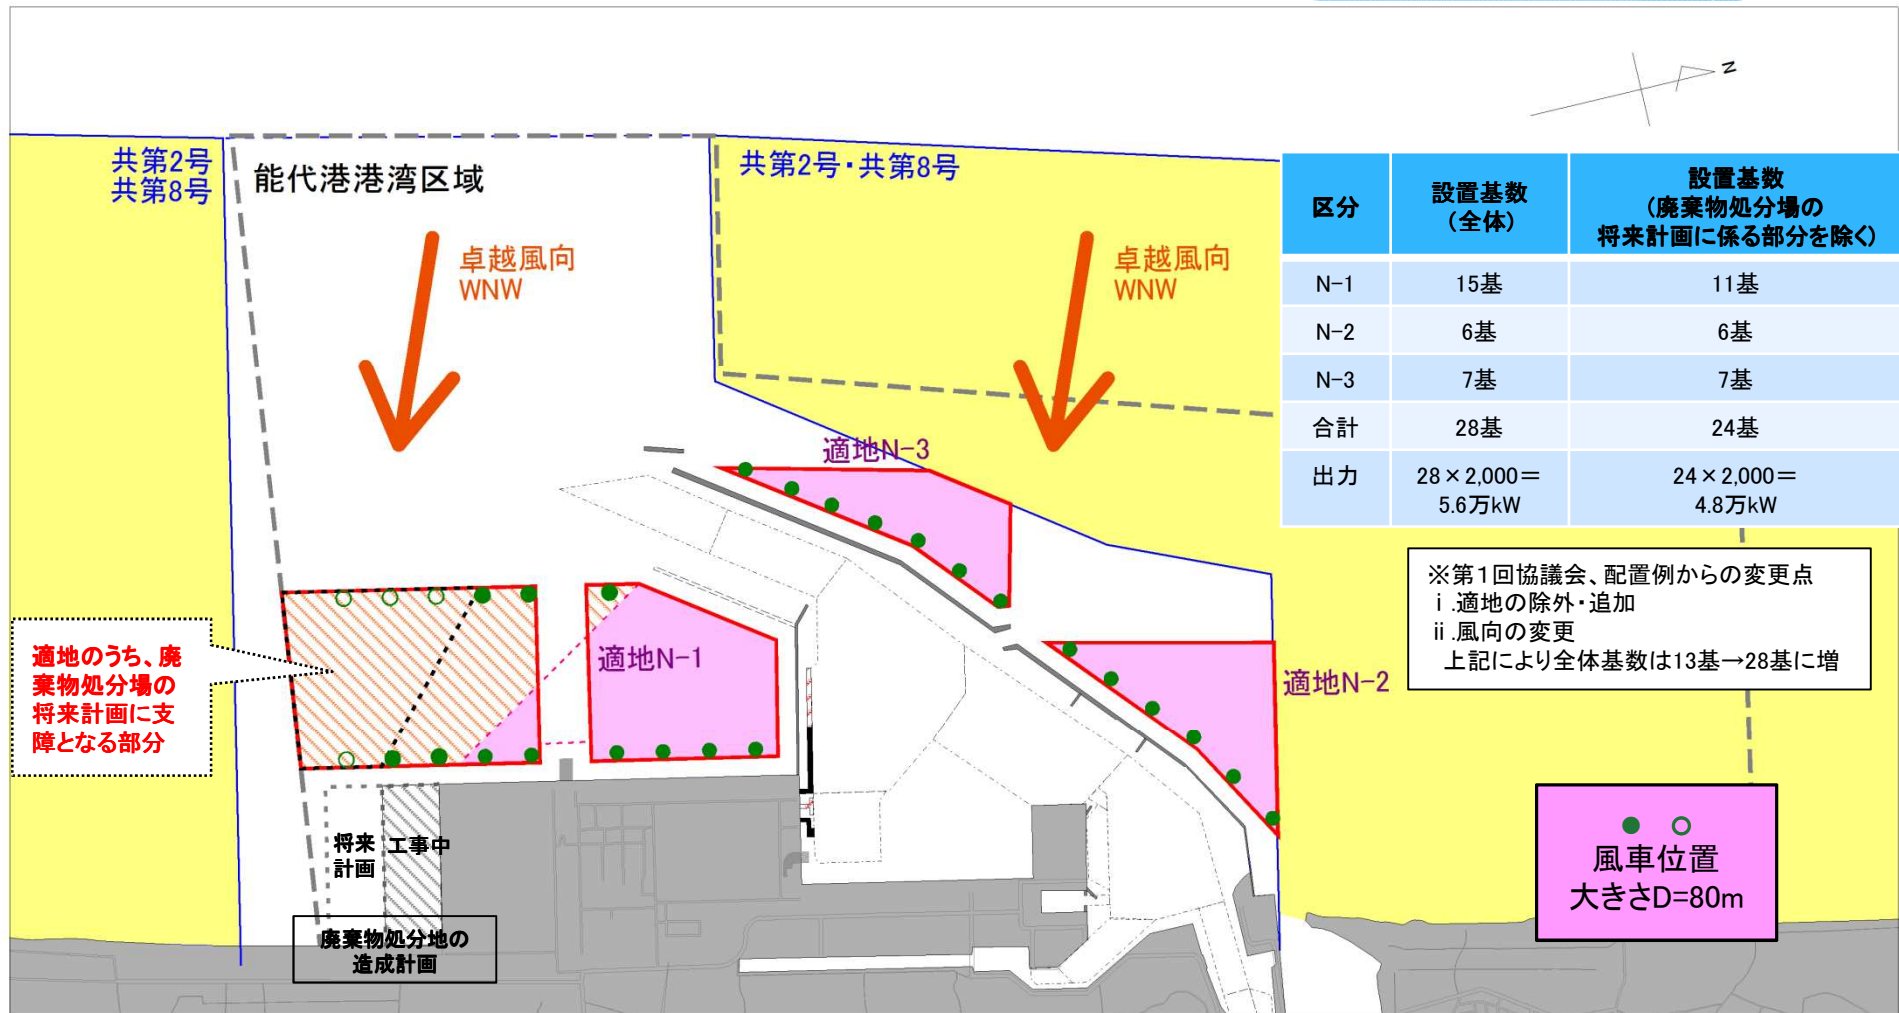 N
共第2号
共第8号
能代港港湾区域
共第2号・共第8号
卓越風向
WNW
卓越風向
WNW
区分
設置基数
(全体)
設置基数
(廃棄物処分場の
将来計画に係る部分を除く)
N-1
15基
11基
N-2
6基
6基
N-3
7基
7基
合計
28基
24基
出力
28×2,000=
5.6万kW
24×2,000=
4.8万kW
適地N-3
適地N-1
適地N-2
※第1回協議会、配置例からの変更点
ⅰ.適地の除外・追加
ⅱ.風向の変更
上記により全体基数は13基→28基に増
適地のうち、廃
棄物処分場の
将来計画に支
障となる部分
将来
計画
工事中
廃棄物処分地の
造成計画
風車位置
大きさD=80m